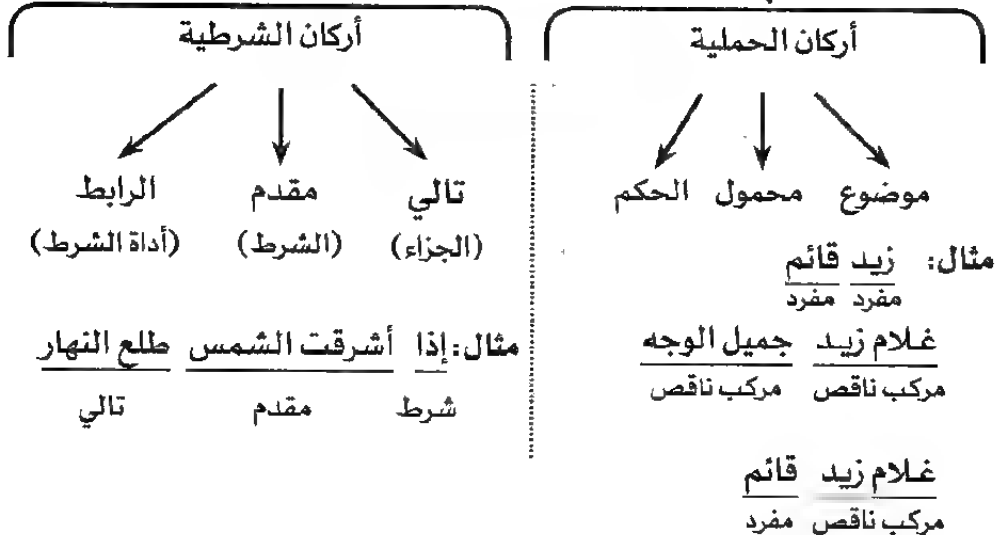 أركان الحملية
موضوع محمول الحكم
مثال: زيد قائم
مفرد مفرد
غلام زيد جميل الوجه
مركب ناقص مركب ناقص
غلام زيد قائم
مركب ناقص مفرد
أركان الشرطية
تالي مقدم الرابط
(الجزاء) (الشرط) (أداة الشرط)
مثال: إذا أشرقت الشمس طلع النهار
شرط مقدم تالي